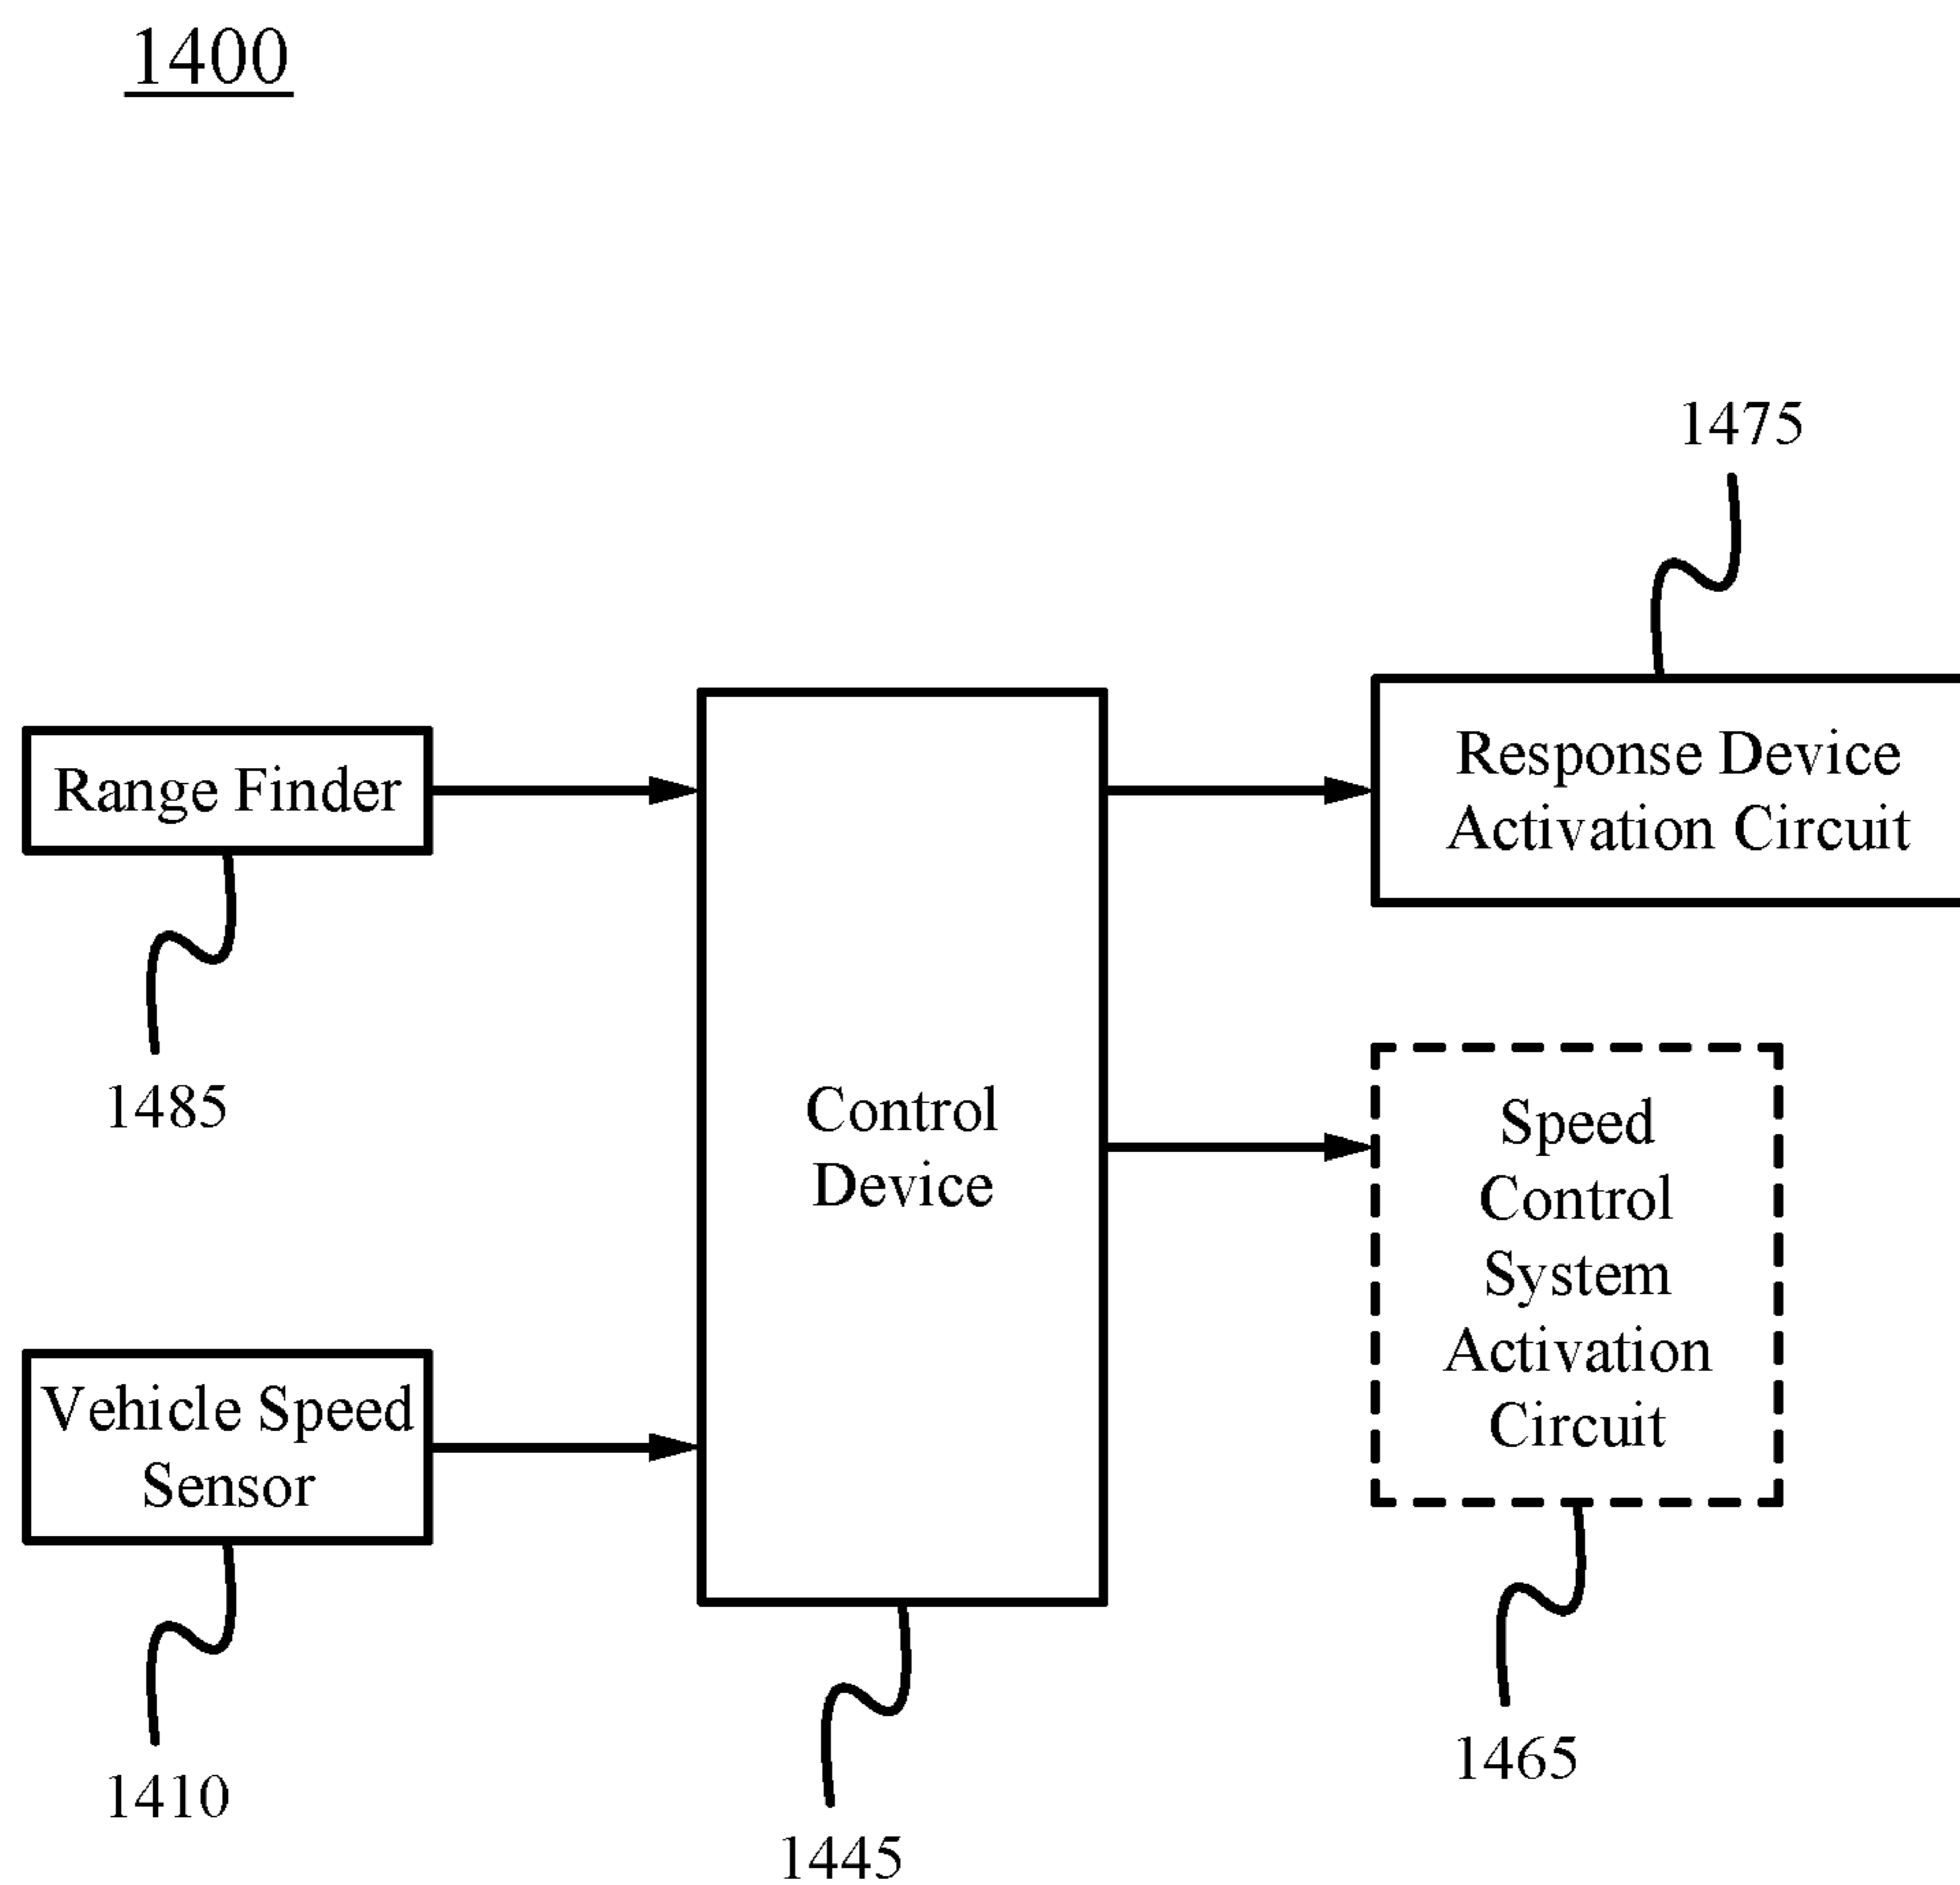 1400
1475
Range Finder
Response Device
Activation Circuit
1485
Control
Device
Speed
Control
System
Activation
Circuit
Vehicle Speed
Sensor
1410
1445
1465